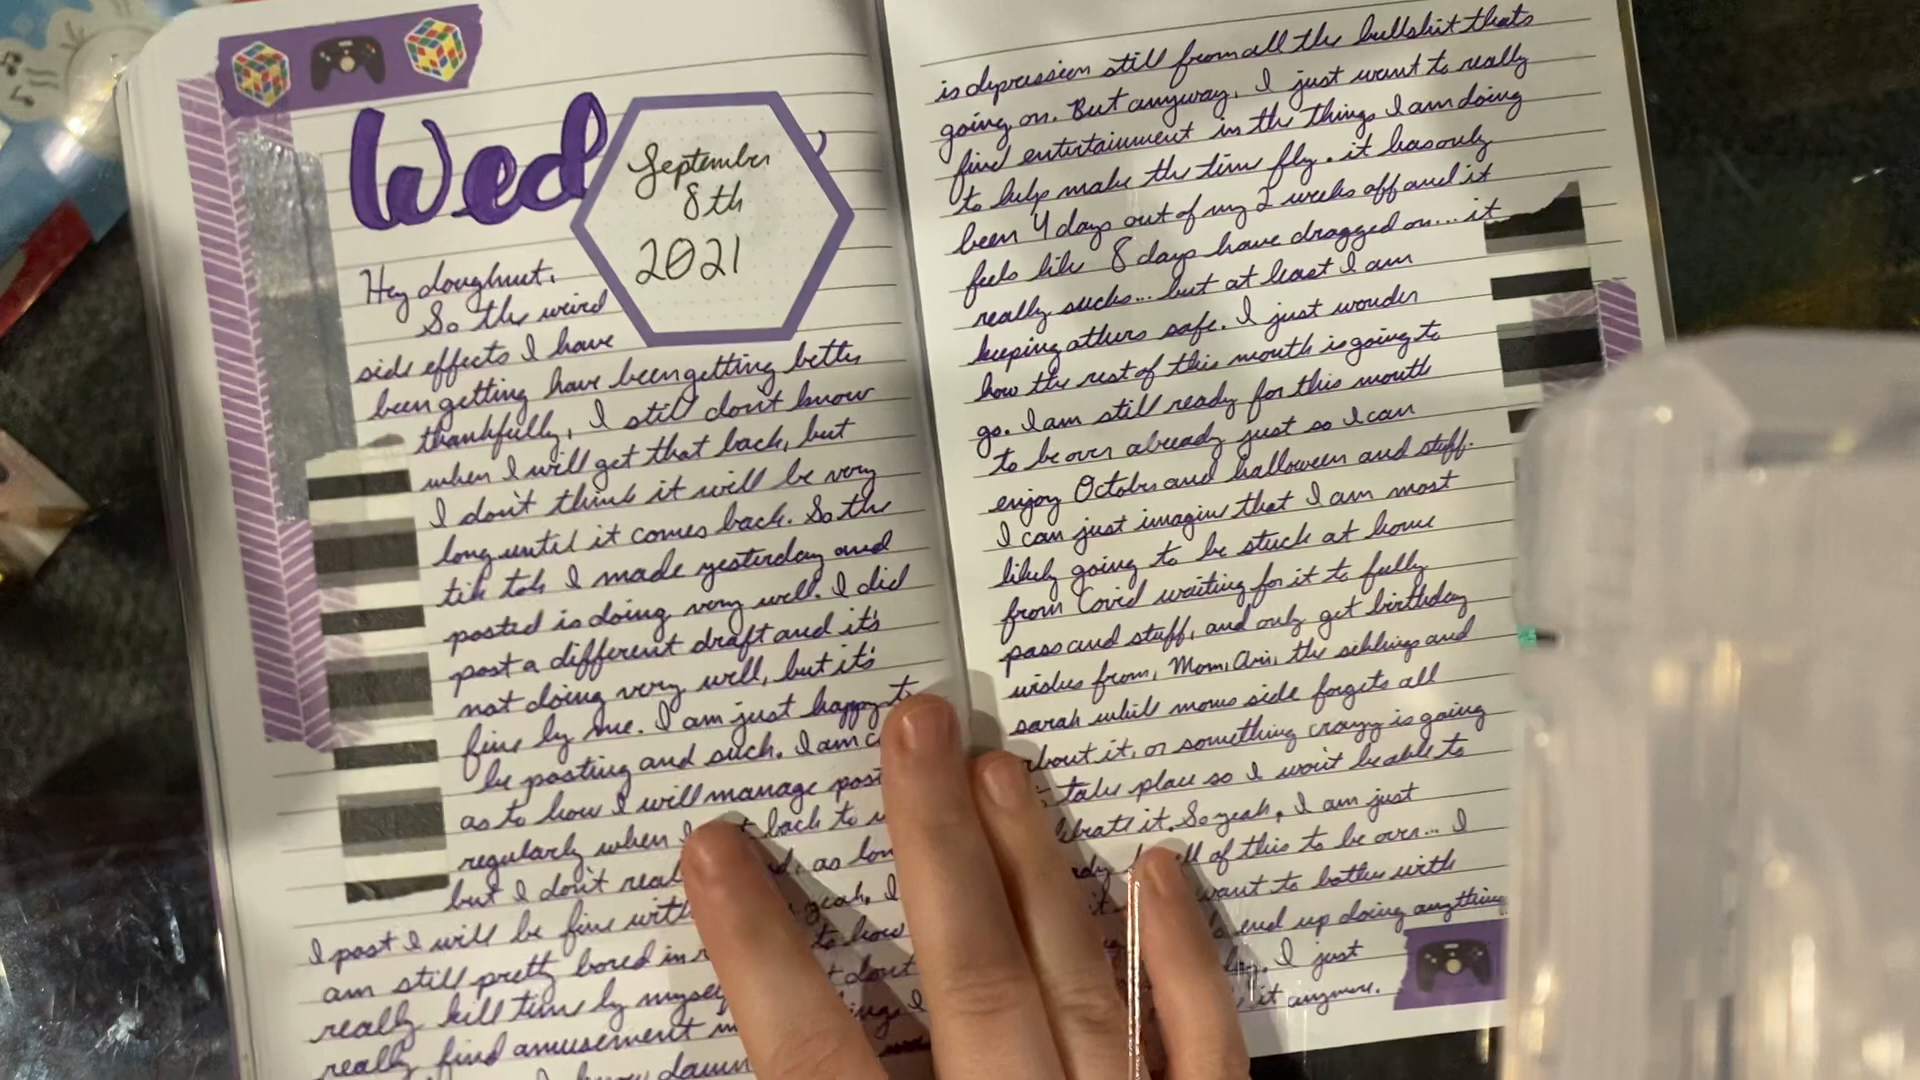 Wed
September
8th
2021
Hey doughnut,
So the weird
side effects I have
been getting have been getting better
thankfully, I still don't know
when I will get that back, but
I don't think it will be very
long until it comes back. So the
tik tok I made yesterday and
posted is doing very well. I did
post a different draft and it's
not doing very well, but it's
fine by me. I am just happy to
be posting and such. I am
as to how I will manage post
regularly when I back to
but I don't as lon
I post I will be fine with yeah, I
am still pretty bored in to how
really kill time by myself dont
really find amusement I
down
is depression still from all the bullshit thats
going on. But anyway, I just want to really
find entertainment in the things I am doing
to help make the time fly. it has only
been 4 days out of my 2 weeks off and it
feels like 8 days have dragged on... it
really sucks... but at least I am
keeping others safe. I just wonder
how the rest of this month is going to
go. I am still ready for this month
to be over already just so I can
enjoy October and halloween and stuff.
I can just imagine that I am most
likely going to be stuck at home
from Covid waiting for it to fully
pass and stuff, and only get birthday
wishes from, Mom, Ari, the siblings and
sarah while moms side forgets all
about it, or something crazy is going
take place so I won't be able to
it. So yeah, I am just
of this to be over... I
want to bother with
end up doing anything
I just
it anymore.